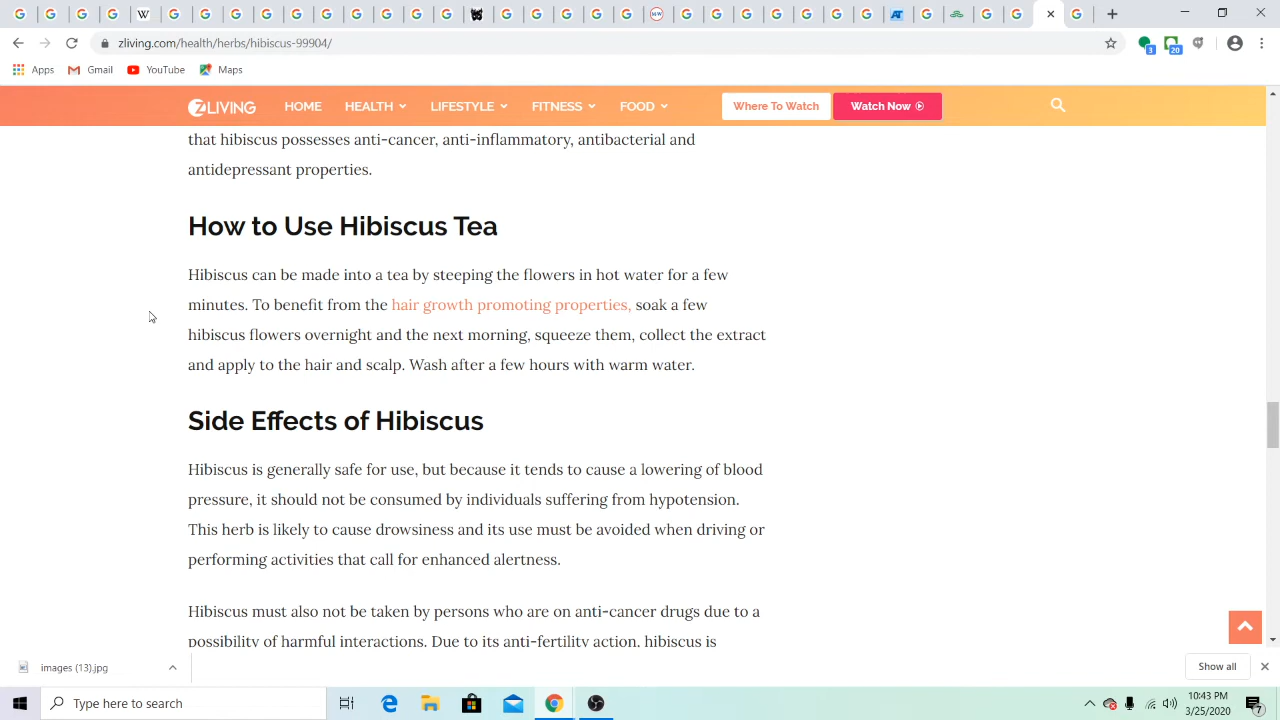 zliving.com/health/herbs/hibiscus-99904/
3
20
Apps Gmail YouTube Maps
ZLIVING HOME HEALTH LIFESTYLE FITNESS FOOD Where To Watch Watch Now
that hibiscus possesses anti-cancer, anti-inflammatory, antibacterial and
antidepressant properties.
How to Use Hibiscus Tea
Hibiscus can be made into a tea by steeping the flowers in hot water for a few
minutes. To benefit from the hair growth promoting properties, soak a few
hibiscus flowers overnight and the next morning, squeeze them, collect the extract
and apply to the hair and scalp. Wash after a few hours with warm water.
Side Effects of Hibiscus
Hibiscus is generally safe for use, but because it tends to cause a lowering of blood
pressure, it should not be consumed by individuals suffering from hypotension.
This herb is likely to cause drowsiness and its use must be avoided when driving or
performing activities that call for enhanced alertness.
Hibiscus must also not be taken by persons who are on anti-cancer drugs due to a
possibility of harmful interactions. Due to its anti-fertility action, hibiscus is
images (13).jpg Show all
Type here to search 10:43 PM
3/25/2020
7